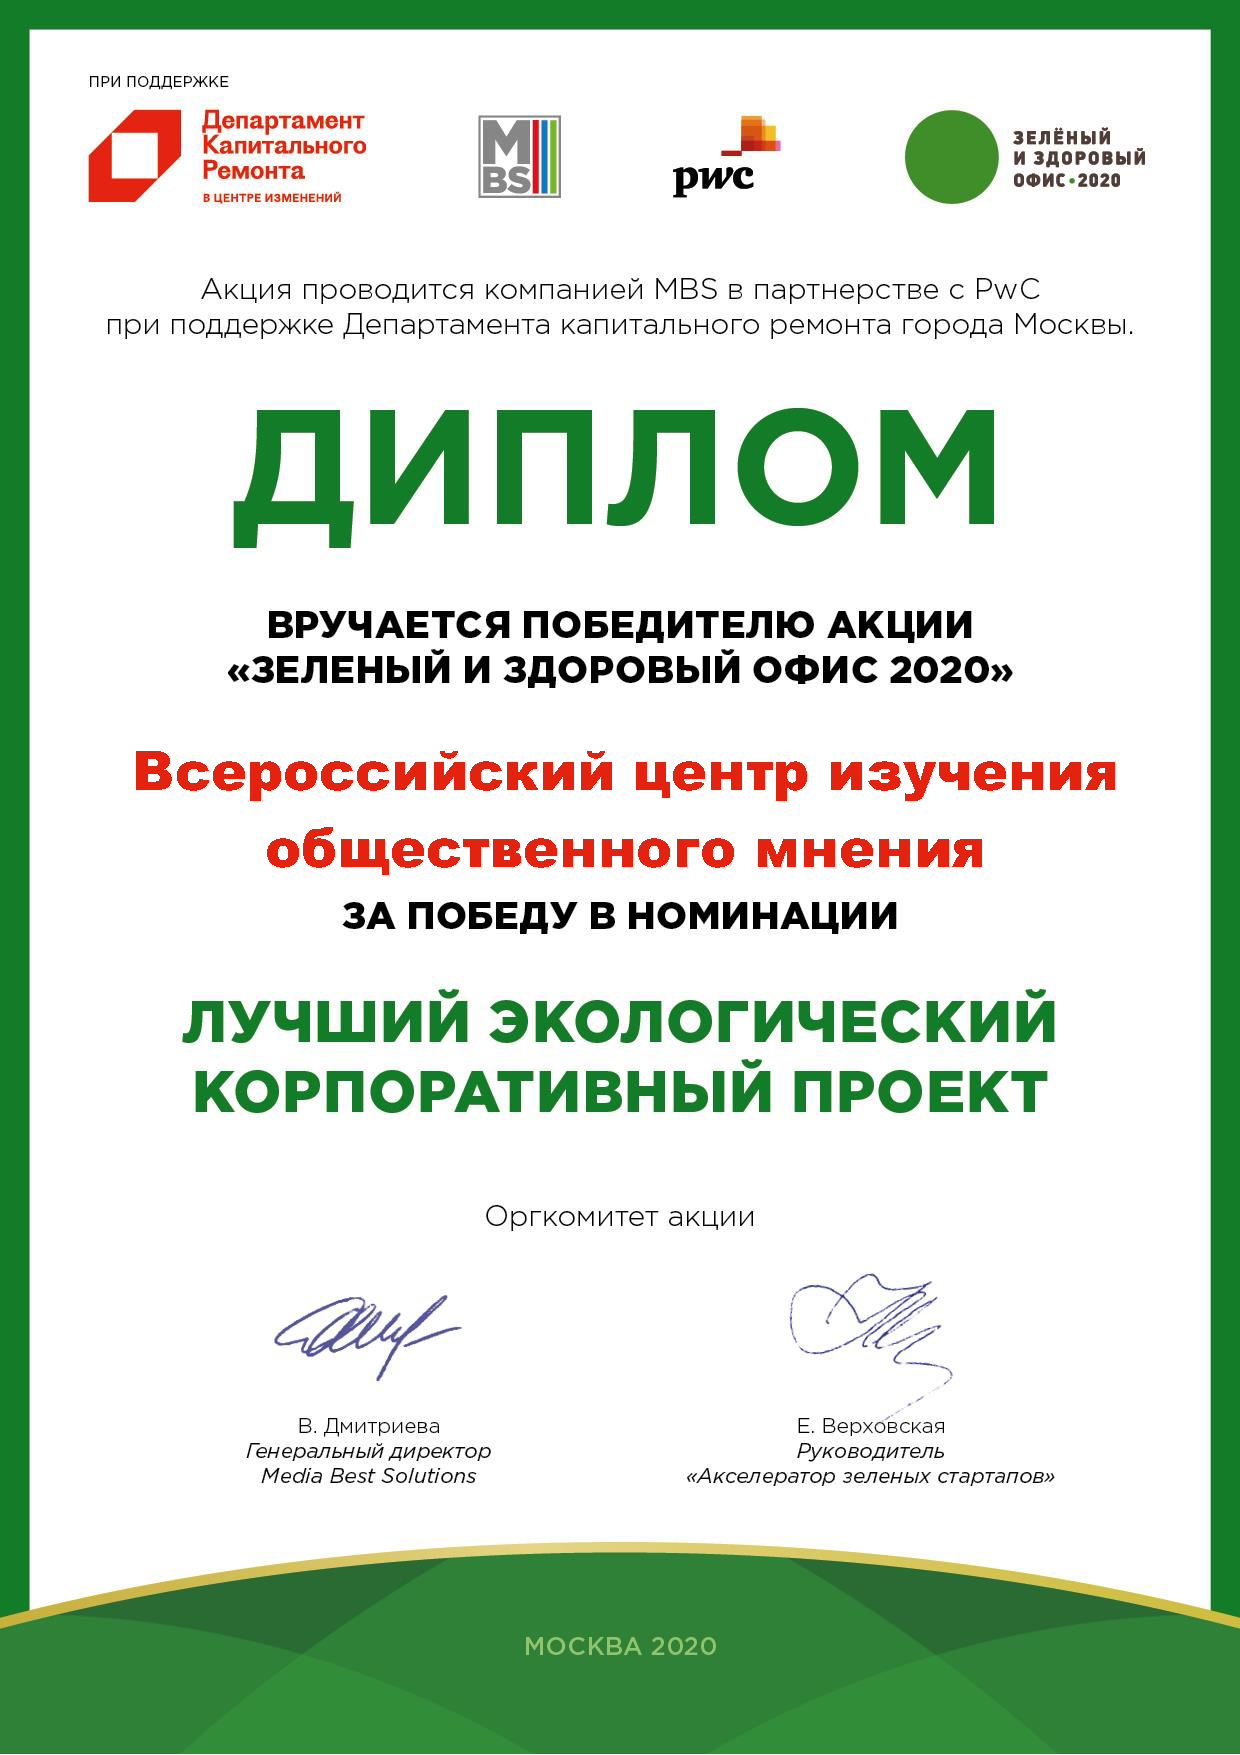 ПРИ ПОДДЕРЖКЕ
Департамент
Капитального
Ремонта
В ЦЕНТРЕ ИЗМЕНЕНИЙ
MBS
pwc
ЗЕЛЁНЫЙ
И ЗДОРОВЫЙ
ОФИС•2020
Акция проводится компанией MBS в партнерстве с PwC
при поддержке Департамента капитального ремонта города Москвы.
ДИПЛОМ
ВРУЧАЕТСЯ ПОБЕДИТЕЛЮ АКЦИИ
«ЗЕЛЕНЫЙ И ЗДОРОВЫЙ ОФИС 2020»
Всероссийский центр изучения
общественного мнения
ЗА ПОБЕДУ В НОМИНАЦИИ
ЛУЧШИЙ ЭКОЛОГИЧЕСКИЙ
КОРПОРАТИВНЫЙ ПРОЕКТ
Оргкомитет акции
В. Дмитриева
Генеральный директор
Media Best Solutions
Е. Верховская
Руководитель
«Акселератор зеленых стартапов»
МОСКВА 2020